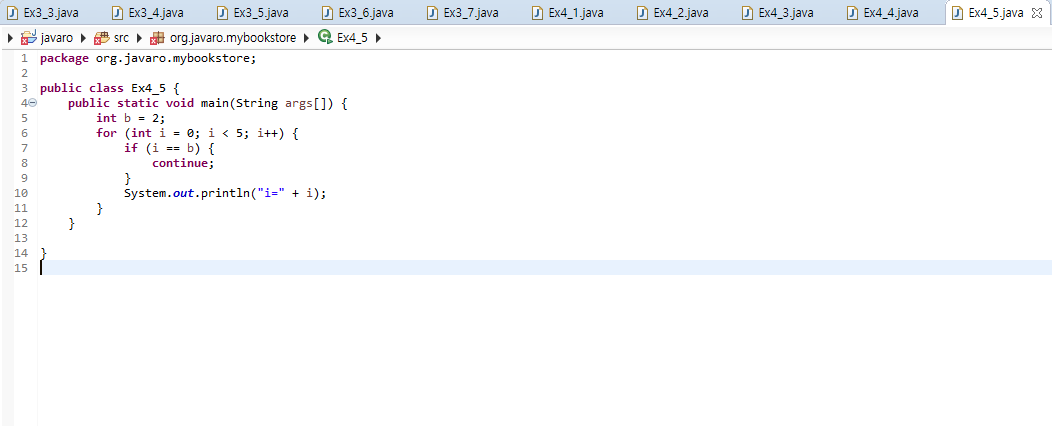 Ex3_3.java Ex3_4.java Ex3_5.java Ex3_6.java Ex3_7.java Ex4_1.java Ex4_2.java Ex4_3.java Ex4_4.java Ex4_5.java
javaro src org.javaro.mybookstore Ex4_5
1 package org.javaro.mybookstore;
2
3 public class Ex4_5 {
4 public static void main(String args[]) {
5 int b = 2;
6 for (int i = 0; i < 5; i++) {
7 if (i == b) {
8 continue;
9 }
10 System.out.println("i=" + i);
11 }
12 }
13
14 }
15